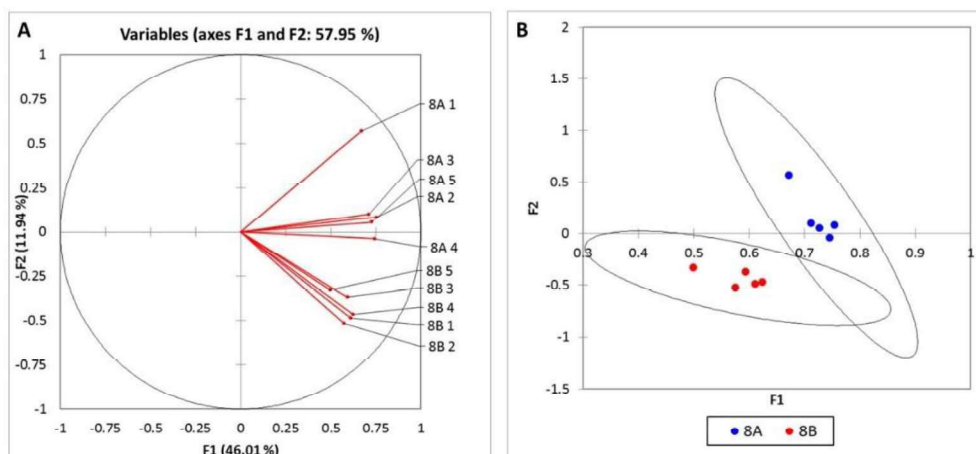 A
Variables (axes F1 and F2: 57.95 %)
1
0.75
0.5
0.25
0
-0.25
-0.5
-0.75
-1
F2 (11.94 %)
8A 1
8A 3
8A 5
8A 2
8A 4
8B 5
8B 3
8B 4
8B 1
8B 2
-1 -0.75 -0.5 -0.25 0 0.25 0.5 0.75 1
F1 (46.01 %)
B
2
1.5
1
0.5
0
-0.5
-1
-1.5
F2
0.3 0.4 0.5 0.6 0.7 0.8 0.9 1
F1
8A 8B